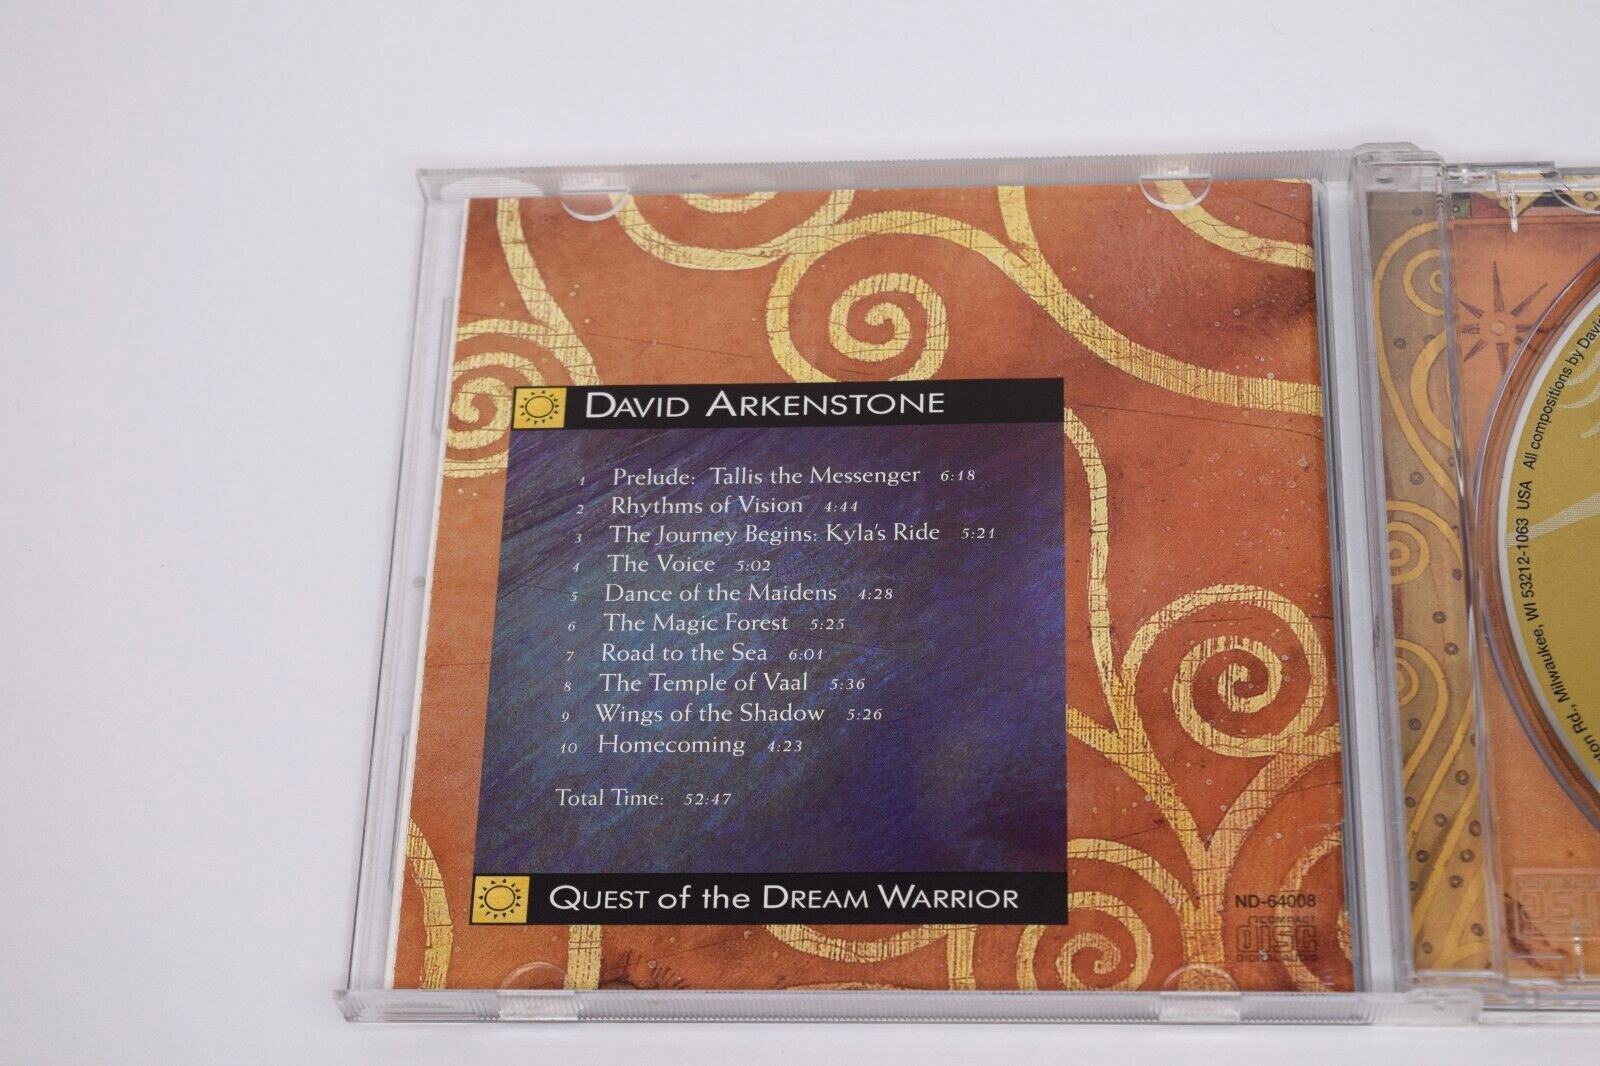 DAVID ARKENSTONE
1 Prelude: Tallis the Messenger 6:18
2 Rhythms of Vision 4:44
3 The Journey Begins: Kyla's Ride 5:21
4 The Voice 5:02
5 Dance of the Maidens 4:28
6 The Magic Forest 5:25
7 Road to the Sea 6:01
8 The Temple of Vaal 5:36
9 Wings of the Shadow 5:26
10 Homecoming 4:23
Total Time: 52:47
QUEST of the DREAM WARRIOR
ND-64008
COMPACT
disc
DIGITAL AUDIO
Rd., Milwaukee, WI 53212-1063 USA All compositions by David